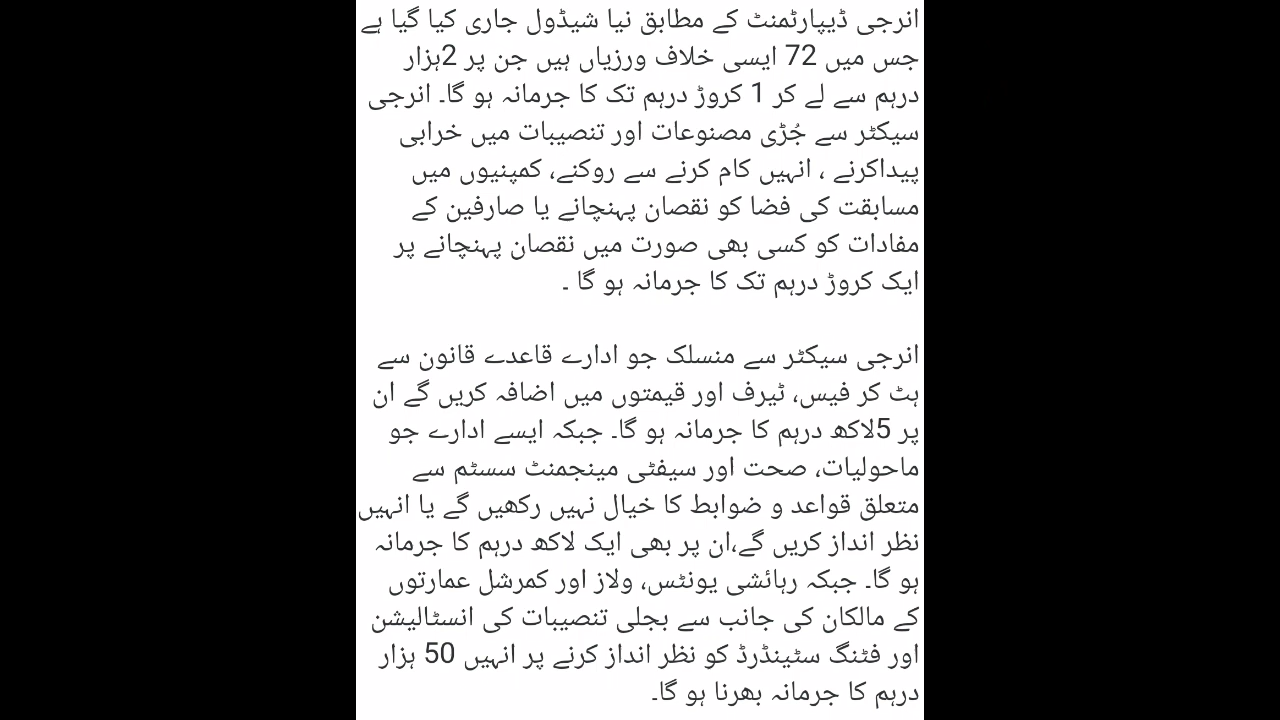 انرجی ڈیپارٹمنٹ کے مطابق نیا شیڈول جاری کیا گیا ہے
جس میں 72 ایسی خلاف ورزیاں ہیں جن پر 2ہزار
درہم سے لے کر 1 کروڑ درہم تک کا جرمانہ ہو گا۔ انرجی
سیکٹر سے جُڑی مصنوعات اور تنصیبات میں خرابی
پیداکرنے ، انہیں کام کرنے سے روکنے، کمپنیوں میں
مسابقت کی فضا کو نقصان پہنچانے یا صارفین کے
مفادات کو کسی بھی صورت میں نقصان پہنچانے پر
ایک کروڑ درہم تک کا جرمانہ ہو گا ۔
انرجی سیکٹر سے منسلک جو ادارے قاعدے قانون سے
ہٹ کر فیس، ٹیرف اور قیمتوں میں اضافہ کریں گے ان
پر 5لاکھ درہم کا جرمانہ ہو گا۔ جبکہ ایسے ادارے جو
ماحولیات، صحت اور سیفٹی مینجمنٹ سسٹم سے
متعلق قواعد و ضوابط کا خیال نہیں رکھیں گے یا انہیں
نظر انداز کریں گے،ان پر بھی ایک لاکھ درہم کا جرمانہ
ہو گا۔ جبکہ رہائشی یونٹس، ولاز اور کمرشل عمارتوں
کے مالکان کی جانب سے بجلی تنصیبات کی انسٹالیشن
اور فٹنگ سٹینڈرڈ کو نظر انداز کرنے پر انہیں 50 ہزار
درہم کا جرمانہ بھرنا ہو گا۔